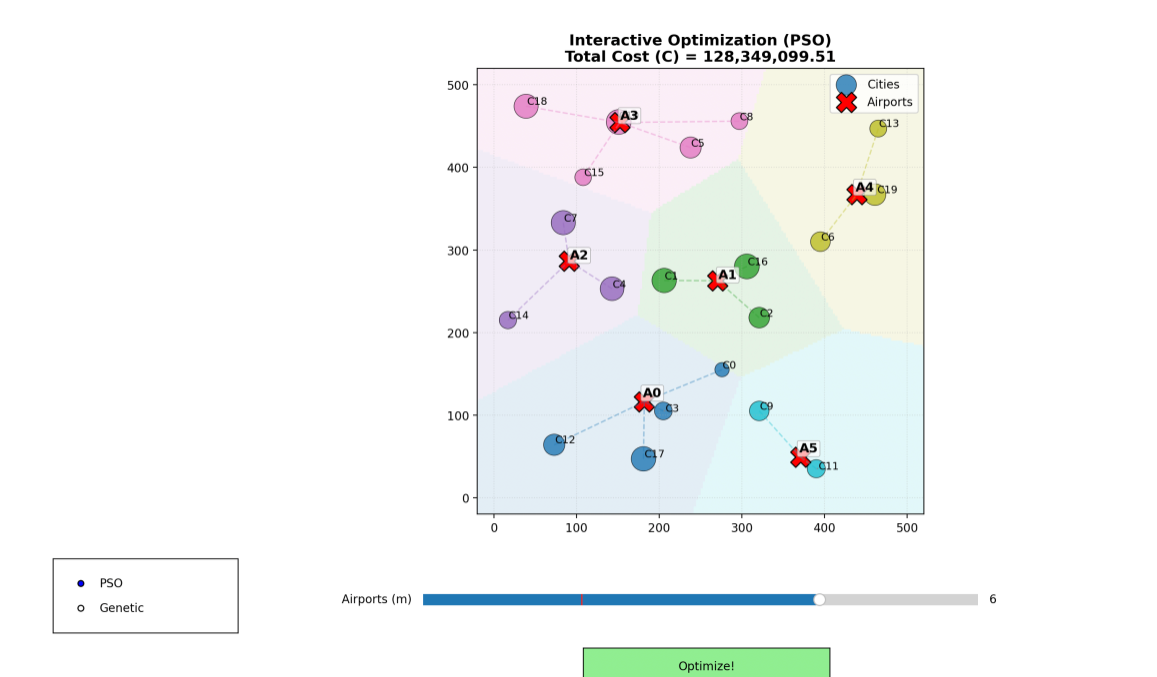 Interactive Optimization (PSO)
Total Cost (C) = 128,349,099.51
500
400
300
200
100
0
0 100 200 300 400 500
Cities
Airports
C18
A3
C8
C13
C5
C15
A4
C19
C7
C6
A2
C16
C1
A1
C4
C14
C2
C0
A0
C9
C3
C12
A5
C17
C11
PSO
Genetic
Airports (m) 6
Optimize!